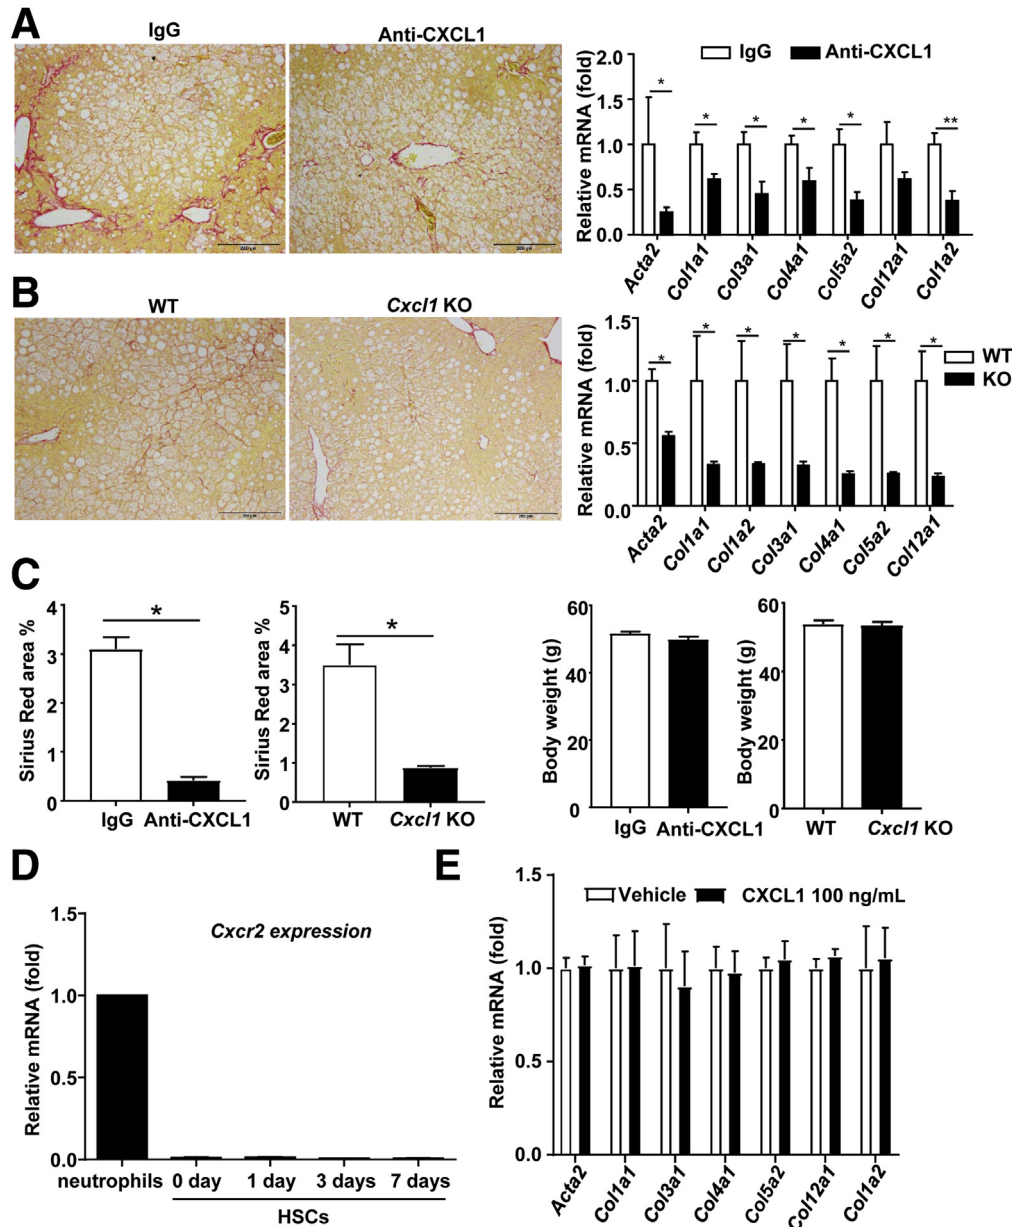 A
IgG
Anti-CXCL1
IgG Anti-CXCL1
Relative mRNA (fold)
2.0
1.5
1.0
0.5
0.0
* * * * * **
Acta2 Col1a1 Col3a1 Col4a1 Col5a2 Col12a1 Col1a2
B
WT
Cxcl1 KO
WT
KO
Relative mRNA (fold)
1.5
1.0
0.5
0.0
* * * * * * *
Acta2 Col1a1 Col1a2 Col3a1 Col4a1 Col5a2 Col12a1
C
Sirius Red area %
4
3
2
1
0
*
IgG Anti-CXCL1
Sirius Red area %
5
4
3
2
1
0
*
WT Cxcl1 KO
Body weight (g)
60
40
20
0
IgG Anti-CXCL1
Body weight (g)
60
40
20
0
WT Cxcl1 KO
D
Cxcr2 expression
Relative mRNA (fold)
1.5
1.0
0.5
0.0
neutrophils 0 day 1 day 3 days 7 days
HSCs
E
Vehicle CXCL1 100 ng/mL
Relative mRNA (fold)
1.5
1.0
0.5
0.0
Acta2 Col1a1 Col3a1 Col4a1 Col5a2 Col12a1 Col1a2